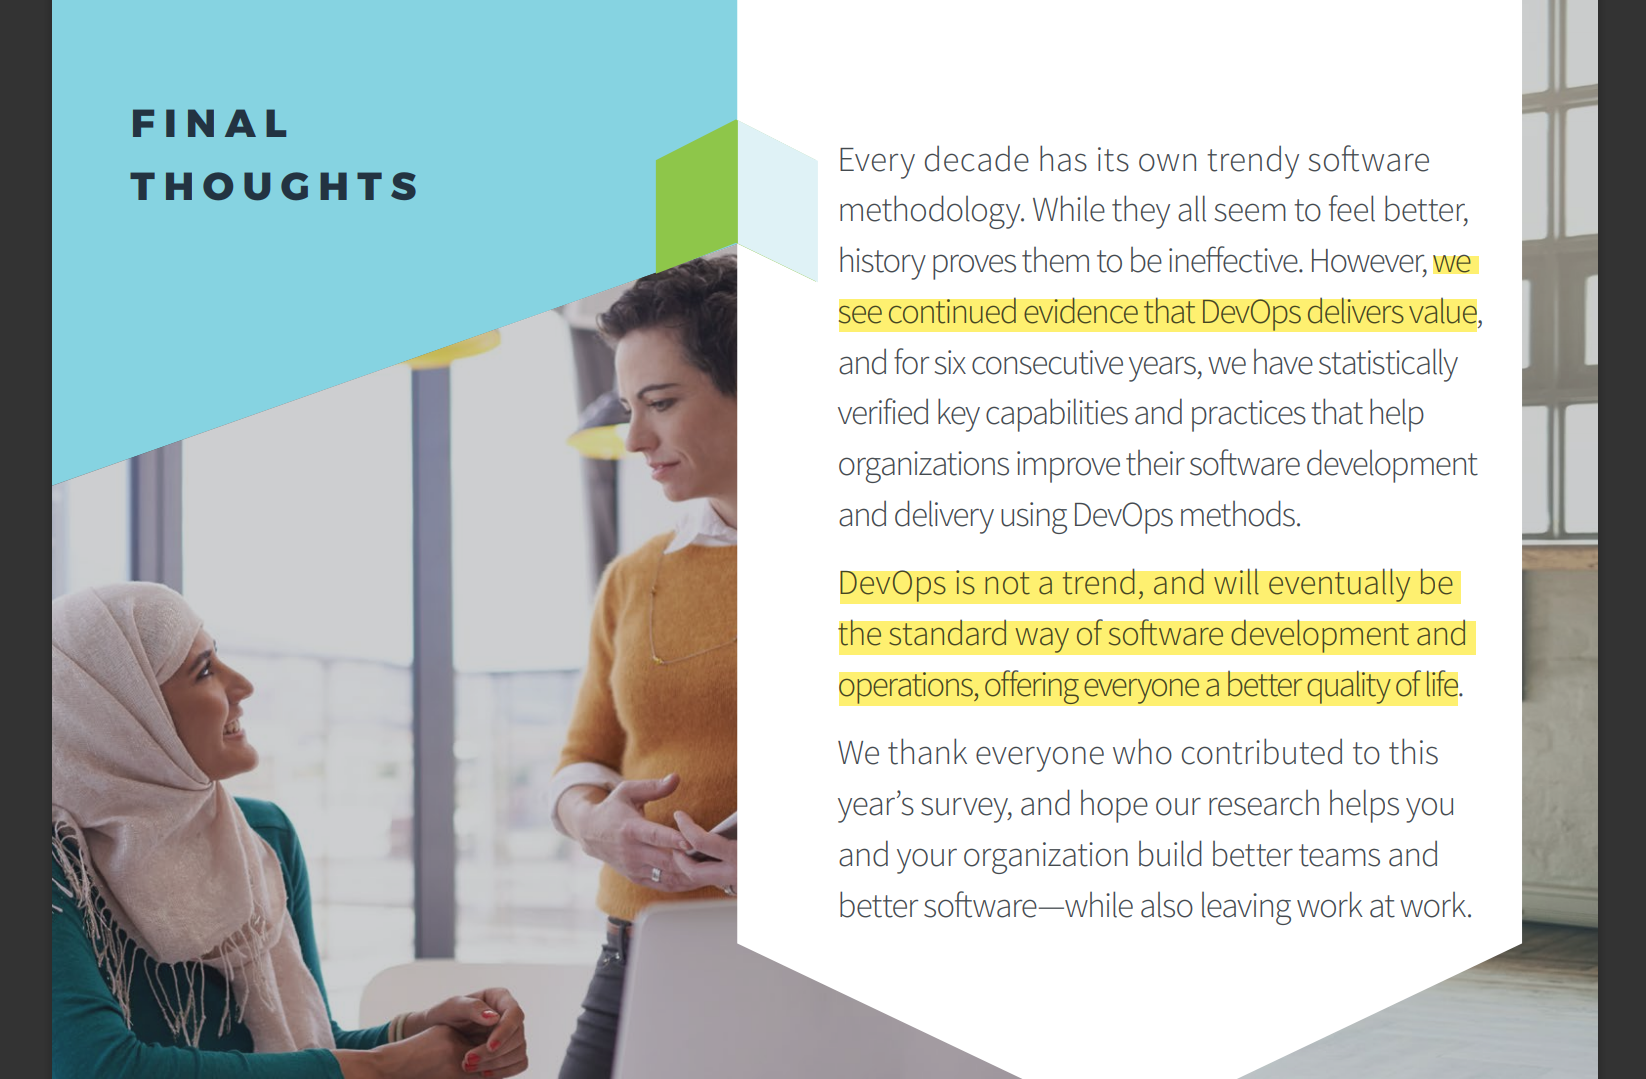 FINAL
THOUGHTS
Every decade has its own trendy software
methodology. While they all seem to feel better,
history proves them to be ineffective. However, we
see continued evidence that DevOps delivers value,
and for six consecutive years, we have statistically
verified key capabilities and practices that help
organizations improve their software development
and delivery using DevOps methods.
DevOps is not a trend, and will eventually be
the standard way of software development and
operations, offering everyone a better quality of life.
We thank everyone who contributed to this
year’s survey, and hope our research helps you
and your organization build better teams and
better software—while also leaving work at work.